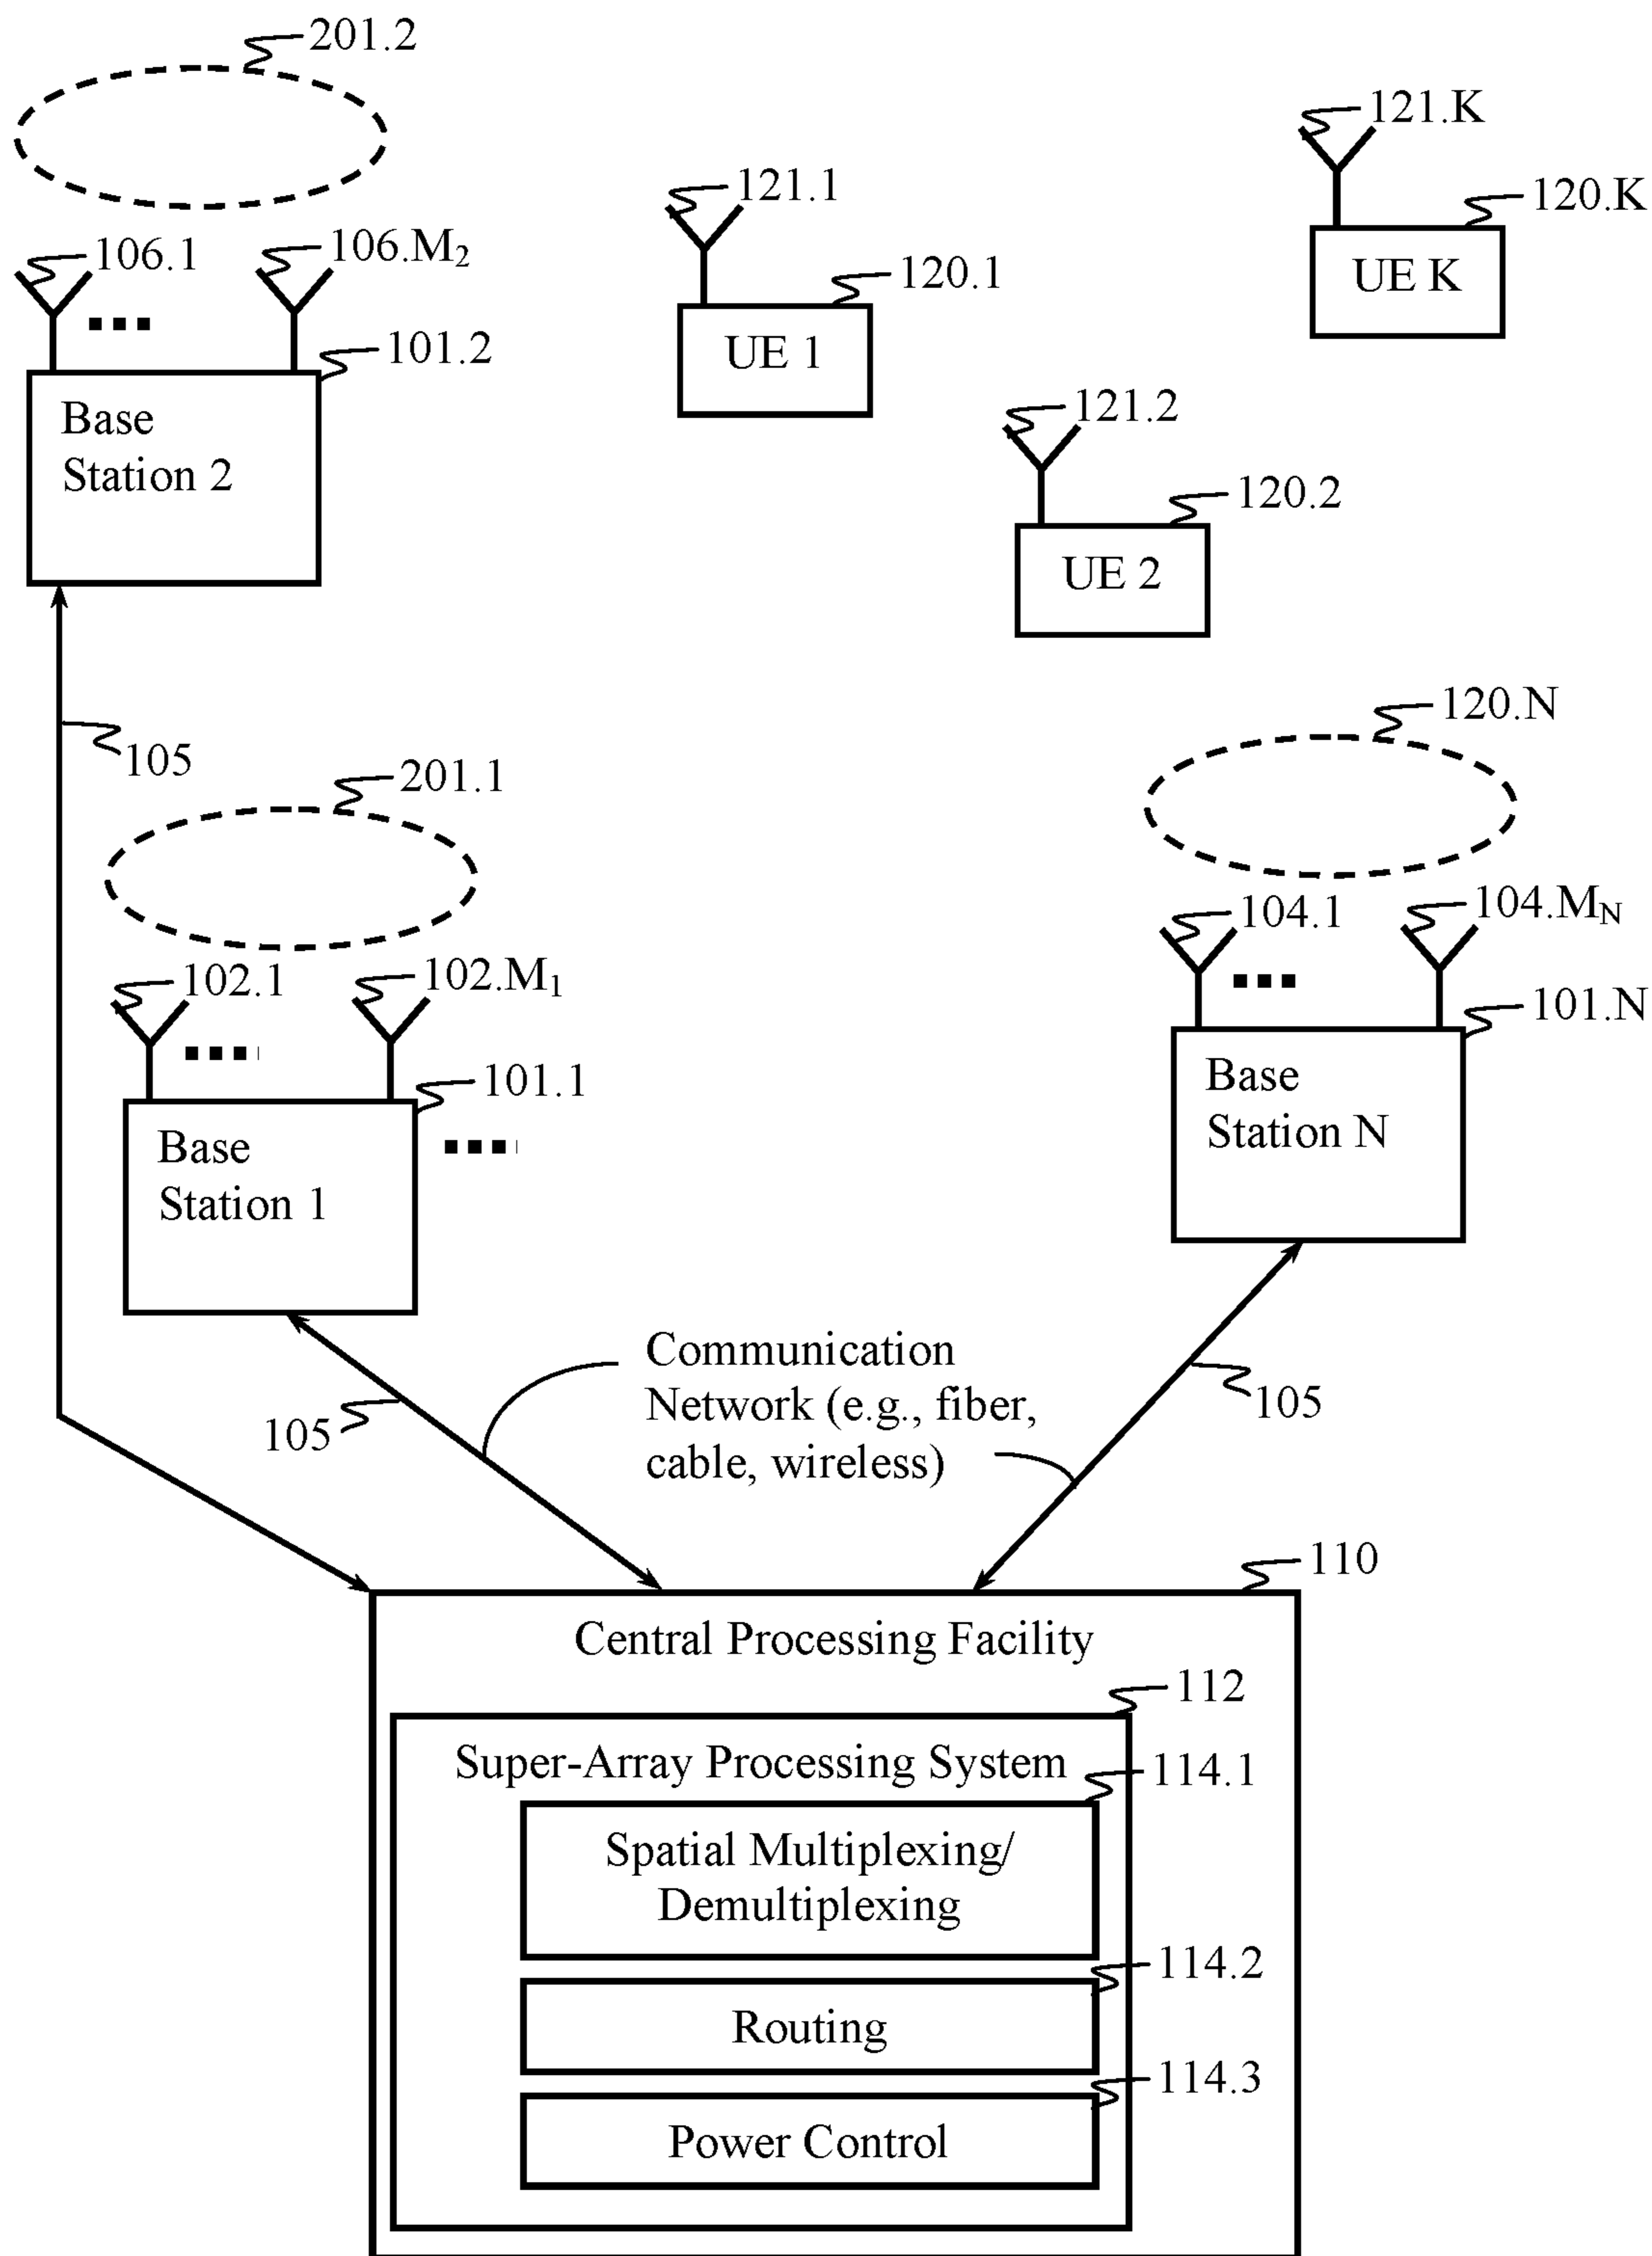 201.2
121.K
121.1
120.K
106.1
106.M₂
UE K
120.1
101.2
UE 1
121.2
Base
Station 2
120.2
UE 2
120.N
105
201.1
104.1
104.M_N
102.1
102.M₁
101.N
101.1
Base
Station N
Base
Station 1
Communication
Network (e.g., fiber,
cable, wireless)
105
105
110
Central Processing Facility
112
Super-Array Processing System
114.1
Spatial Multiplexing/
Demultiplexing
114.2
Routing
114.3
Power Control